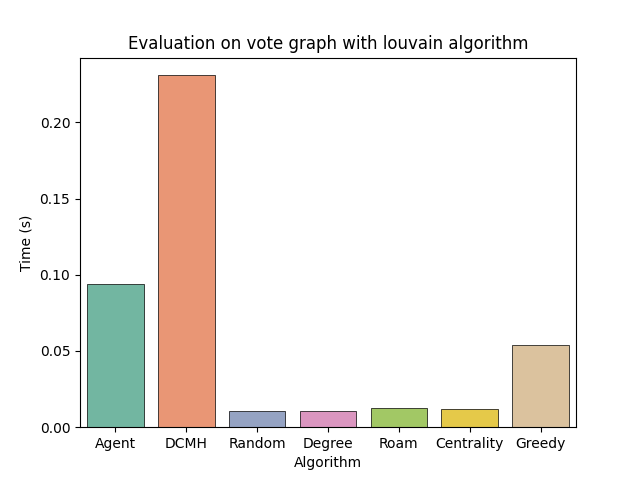 Evaluation on vote graph with louvain algorithm
Time (s)
0.20
0.15
0.10
0.05
0.00
Agent DCMH Random Degree Roam Centrality Greedy
Algorithm